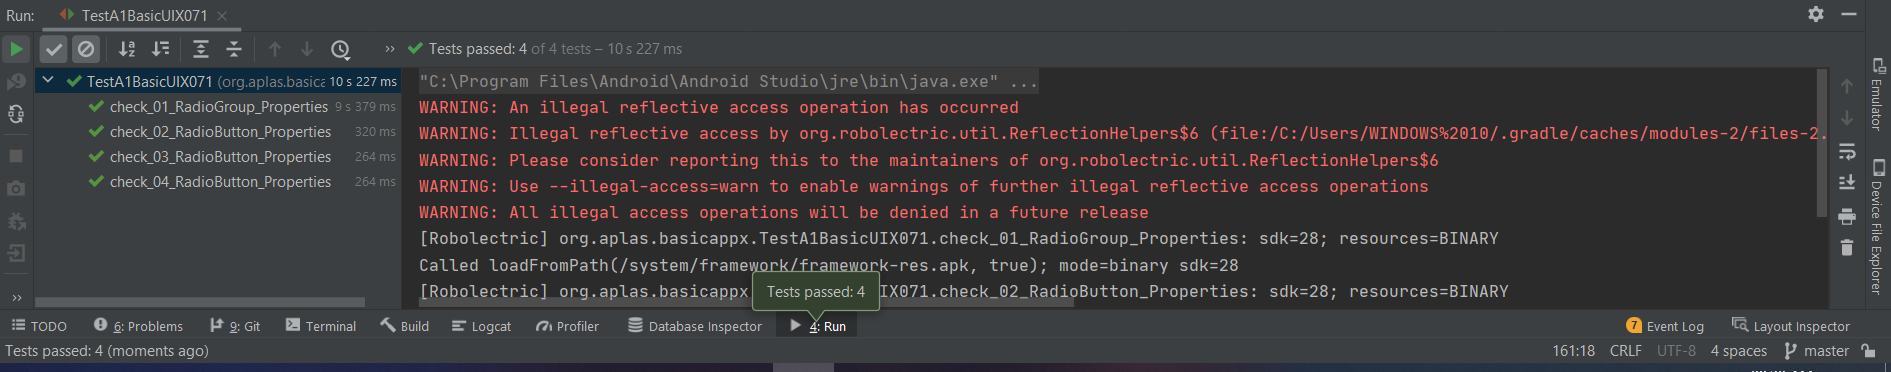 Run: TestA1BasicUIX071
Tests passed: 4 of 4 tests – 10 s 227 ms
TestA1BasicUIX071 (org.aplas.basica 10 s 227 ms
check_01_RadioGroup_Properties 9 s 379 ms
check_02_RadioButton_Properties 320 ms
check_03_RadioButton_Properties 264 ms
check_04_RadioButton_Properties 264 ms
"C:\Program Files\Android\Android Studio\jre\bin\java.exe" ...
WARNING: An illegal reflective access operation has occurred
WARNING: Illegal reflective access by org.robolectric.util.ReflectionHelpers$6 (file:/C:/Users/WINDOWS%2010/.gradle/caches/modules-2/files-2.
WARNING: Please consider reporting this to the maintainers of org.robolectric.util.ReflectionHelpers$6
WARNING: Use --illegal-access=warn to enable warnings of further illegal reflective access operations
WARNING: All illegal access operations will be denied in a future release
[Robolectric] org.aplas.basicappx.TestA1BasicUIX071.check_01_RadioGroup_Properties: sdk=28; resources=BINARY
Called loadFromPath(/system/framework/framework-res.apk, true); mode=binary sdk=28
[Robolectric] org.aplas.basicappx. UIX071.check_02_RadioButton_Properties: sdk=28; resources=BINARY
Tests passed: 4
Emulator
Device File Explorer
TODO 6: Problems 9: Git Terminal Build Logcat Profiler Database Inspector 4: Run 7 Event Log Layout Inspector
Tests passed: 4 (moments ago) 161:18 CRLF UTF-8 4 spaces master